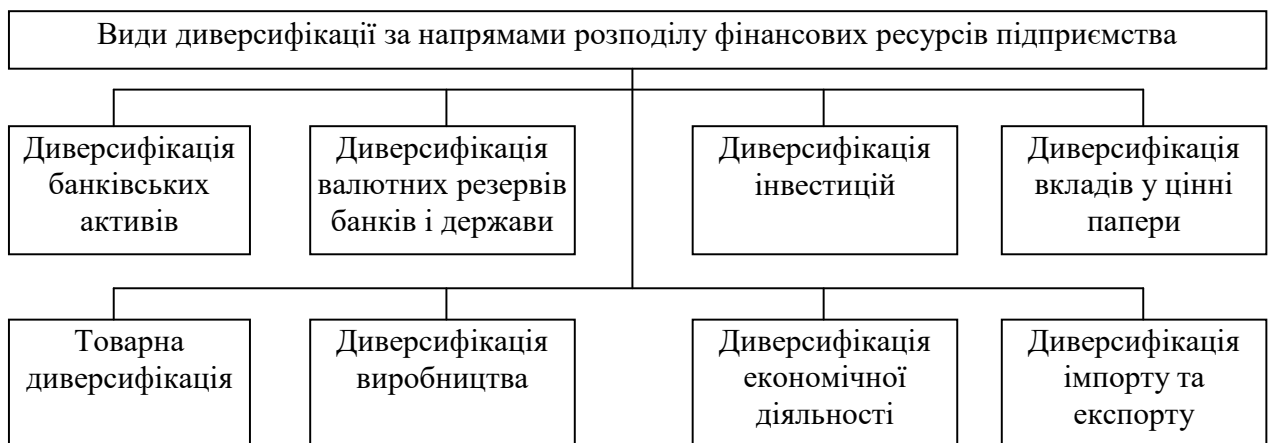 Види диверсифікації за напрямами розподілу фінансових ресурсів підприємства
Диверсифікація
банківських
активів
Диверсифікація
валютних резервів
банків і держави
Диверсифікація
інвестицій
Диверсифікація
вкладів у цінні
папери
Товарна
диверсифікація
Диверсифікація
виробництва
Диверсифікація
економічної
діяльності
Диверсифікація
імпорту та
експорту